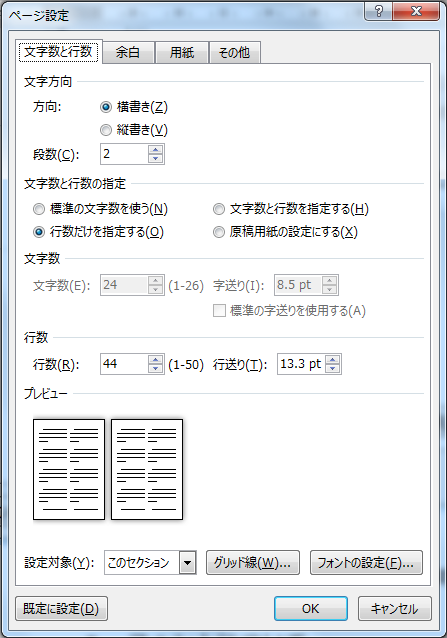 ページ設定
文字数と行数 余白 用紙 その他
文字方向
方向: 横書き(Z)
縦書き(V)
段数(C): 2
文字数と行数の指定
標準の文字数を使う(N) 文字数と行数を指定する(H)
行数だけを指定する(O) 原稿用紙の設定にする(X)
文字数
文字数(E): 24 (1-26) 字送り(I): 8.5 pt
標準の字送りを使用する(A)
行数
行数(R): 44 (1-50) 行送り(T): 13.3 pt
プレビュー
設定対象(Y): このセクション グリッド線(W)... フォントの設定(F)...
既定に設定(D) OK キャンセル